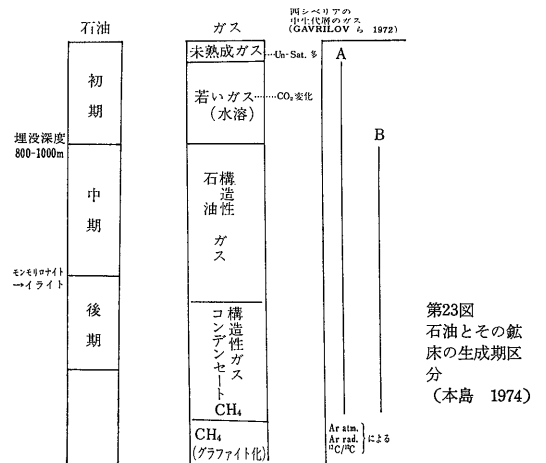 石油
ガス
西シベリアの
中生代層のガス
(GAVRILOV ら 1972)
初期
埋没深度
800-1000m
中期
モンモリロナイト
→イライト
後期
未熟成ガス
Un-Sat. 多
若いガス
(水溶)
CO₂変化
構造性
石油
ガス
構造性ガス
コンデンセート
CH₄
CH₄
(グラファイト化)
A
B
Ar atm.
Ar rad.
¹³C/¹²C
による
第23図
石油とその鉱
床の生成期区
分
(本島 1974)